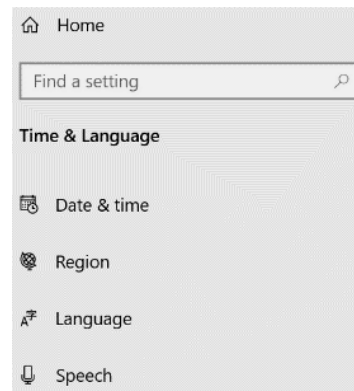 Home
Find a setting
Time & Language
Date & time
Region
Language
Speech